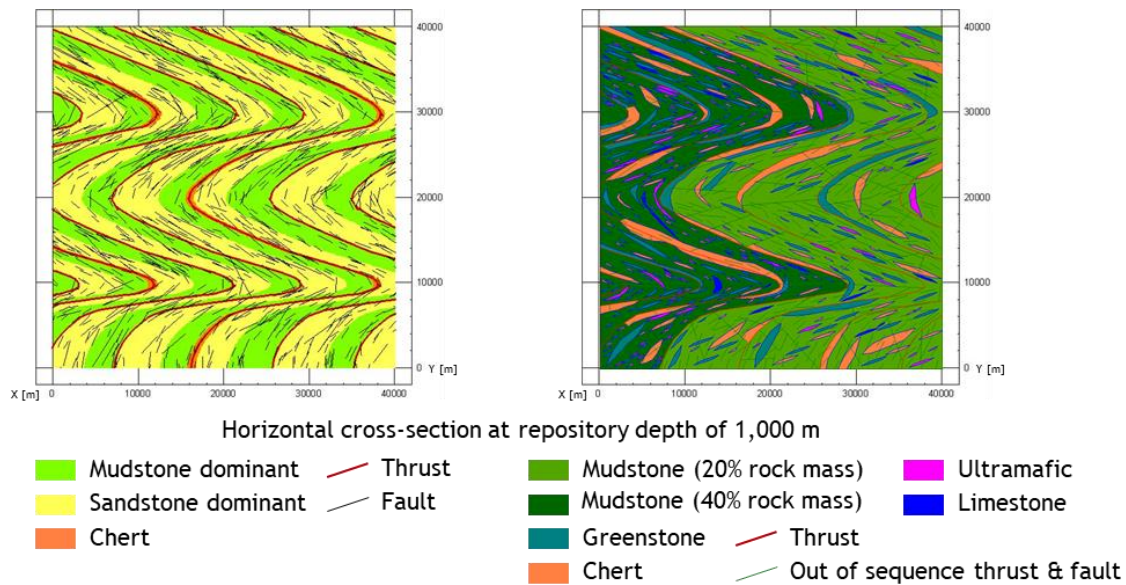 40000
30000
20000
10000
0 Y [m]
X [m] 0 10000 20000 30000 40000
40000
30000
20000
10000
0 Y [m]
X [m] 0 10000 20000 30000 40000
Horizontal cross-section at repository depth of 1,000 m
Mudstone dominant Thrust
Sandstone dominant Fault
Chert
Mudstone (20% rock mass) Ultramafic
Mudstone (40% rock mass) Limestone
Greenstone Thrust
Chert Out of sequence thrust & fault